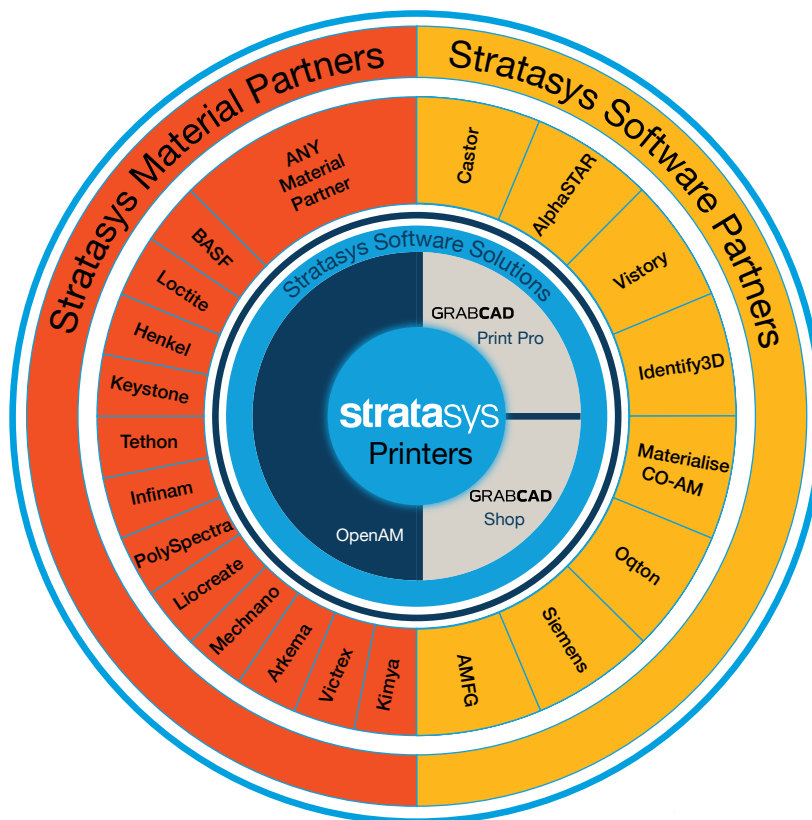 Stratasys Material Partners
Stratasys Software Partners
ANY
Material
Partner
BASF
Loctite
Henkel
Keystone
Tethon
Infinam
PolySpectra
Liocreate
Mechnano
Arkema
Victrex
Kimya
Castor
AlphaSTAR
Vistory
Identify3D
Materialise
CO-AM
Oqton
Siemens
AMFG
Stratasys Software Solutions
GRABCAD
Print Pro
stratasys
Printers
GRABCAD
Shop
OpenAM